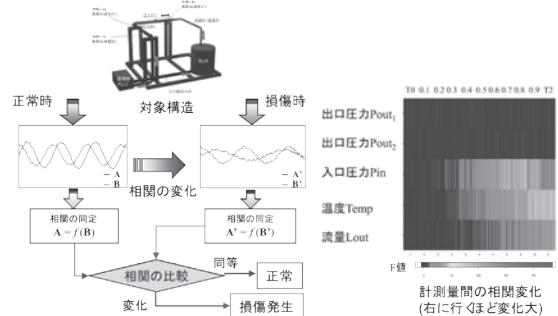 正常時
対象構造
損傷時
A
B
相関の変化
A'
B'
相関の同定
A = f(B)
相関の同定
A' = f(B')
相関の比較
同等
正常
変化
損傷発生
T0 0.1 0.2 0.3 0.4 0.5 0.6 0.7 0.8 0.9 T2
出口圧力Pout₁
出口圧力Pout₂
入口圧力Pin
温度Temp
流量Lout
F値
計測量間の相関変化
(右に行くほど変化大)